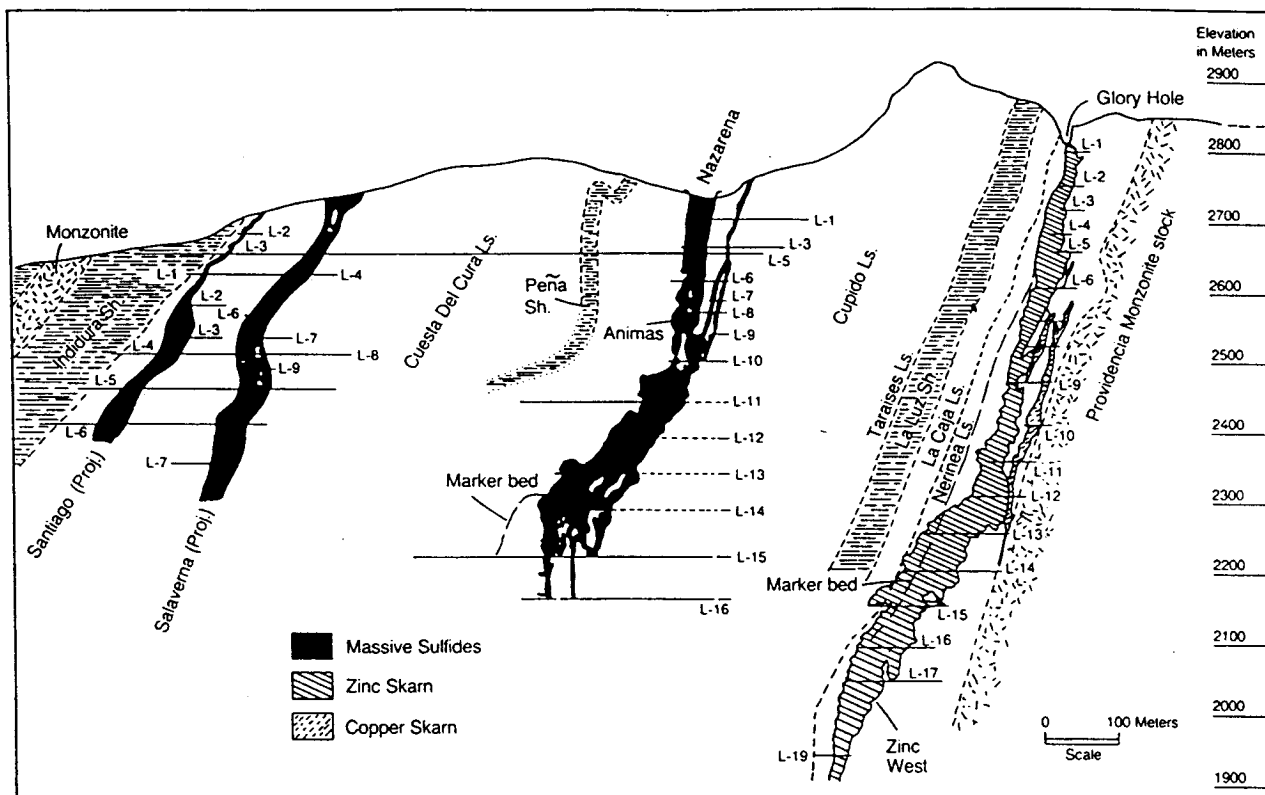 Elevation
in Meters
2900
2800
2700
2600
2500
2400
2300
2200
2100
2000
1900
Glory Hole
Monzonite
Indidura Sh.
L-2
L-3
L-1
L-2
L-3
L-4
L-5
L-6
Santiago (Proj.)
L-4
L-6
L-7
L-8
L-9
L-7
Salaverna (Proj.)
Cuesta Del Cura Ls.
Peña
Sh.
Nazarena
Animas
L-1
L-3
L-5
L-6
L-7
L-8
L-9
L-10
L-11
L-12
L-13
L-14
L-15
L-16
Marker bed
Cupido Ls.
Taraises Ls.
La Luz Sh.
La Caja Ls.
Nerinea Ls.
L-1
L-2
L-3
L-4
L-5
L-6
L-9
L-10
L-11
L-12
L-13
L-14
L-15
L-16
L-17
L-19
Marker bed
Zinc
West
Providencia Monzonite stock
Massive Sulfides
Zinc Skarn
Copper Skarn
0 100 Meters
Scale